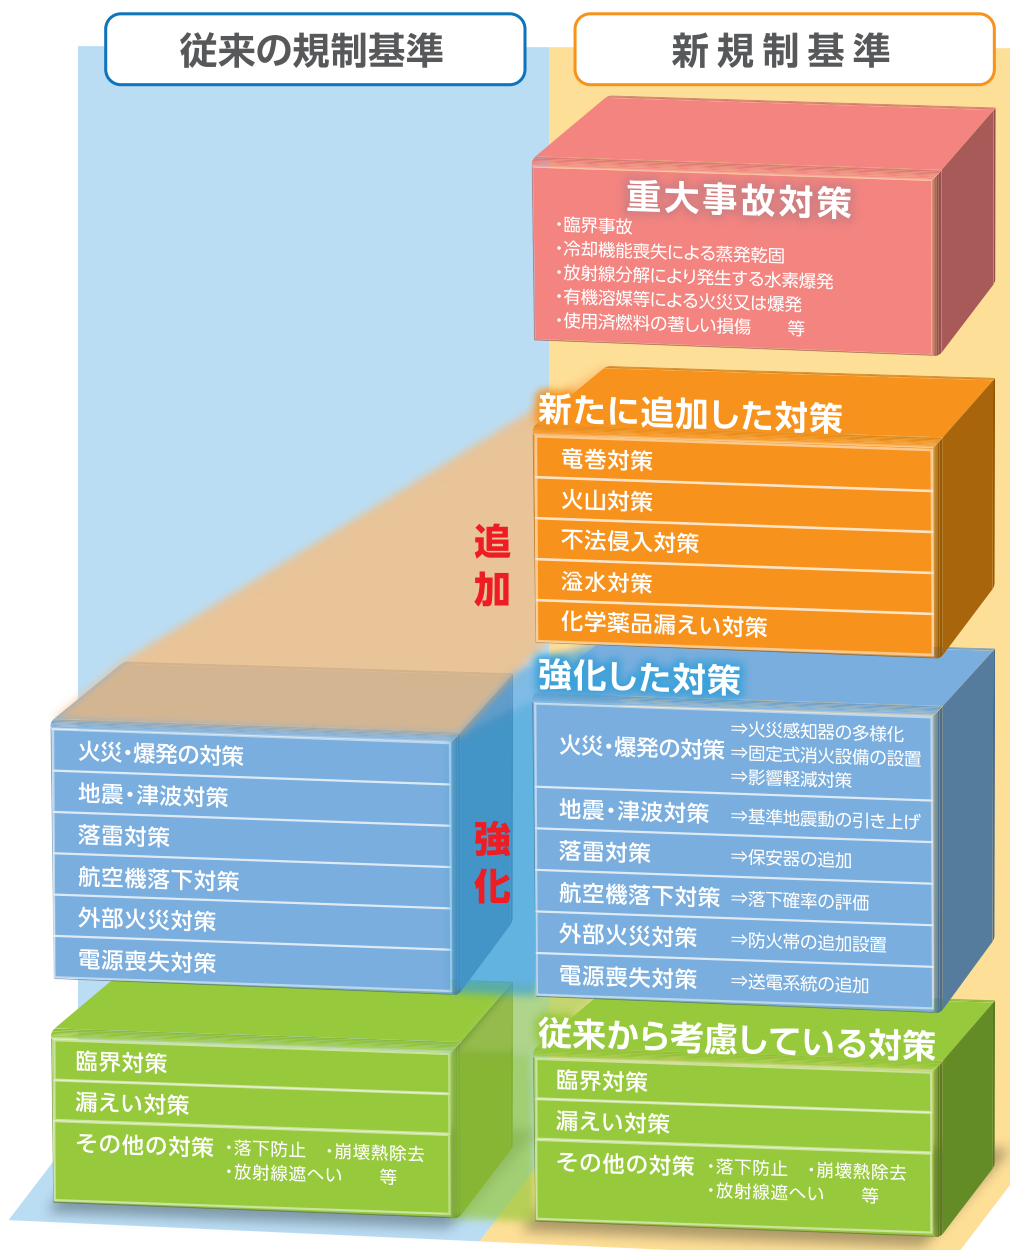 従来の規制基準
新規制基準
重大事故対策
・臨界事故
・冷却機能喪失による蒸発乾固
・放射線分解により発生する水素爆発
・有機溶媒等による火災又は爆発
・使用済燃料の著しい損傷 等
新たに追加した対策
竜巻対策
火山対策
不法侵入対策
溢水対策
化学薬品漏えい対策
追加
強化した対策
火災・爆発の対策
⇒火災感知器の多様化
⇒固定式消火設備の設置
⇒影響軽減対策
地震・津波対策 ⇒基準地震動の引き上げ
落雷対策 ⇒保安器の追加
航空機落下対策 ⇒落下確率の評価
外部火災対策 ⇒防火帯の追加設置
電源喪失対策 ⇒送電系統の追加
火災・爆発の対策
地震・津波対策
落雷対策
航空機落下対策
外部火災対策
電源喪失対策
強化
従来から考慮している対策
臨界対策
漏えい対策
その他の対策 ・落下防止 ・崩壊熱除去
・放射線遮へい 等
臨界対策
漏えい対策
その他の対策 ・落下防止 ・崩壊熱除去
・放射線遮へい 等